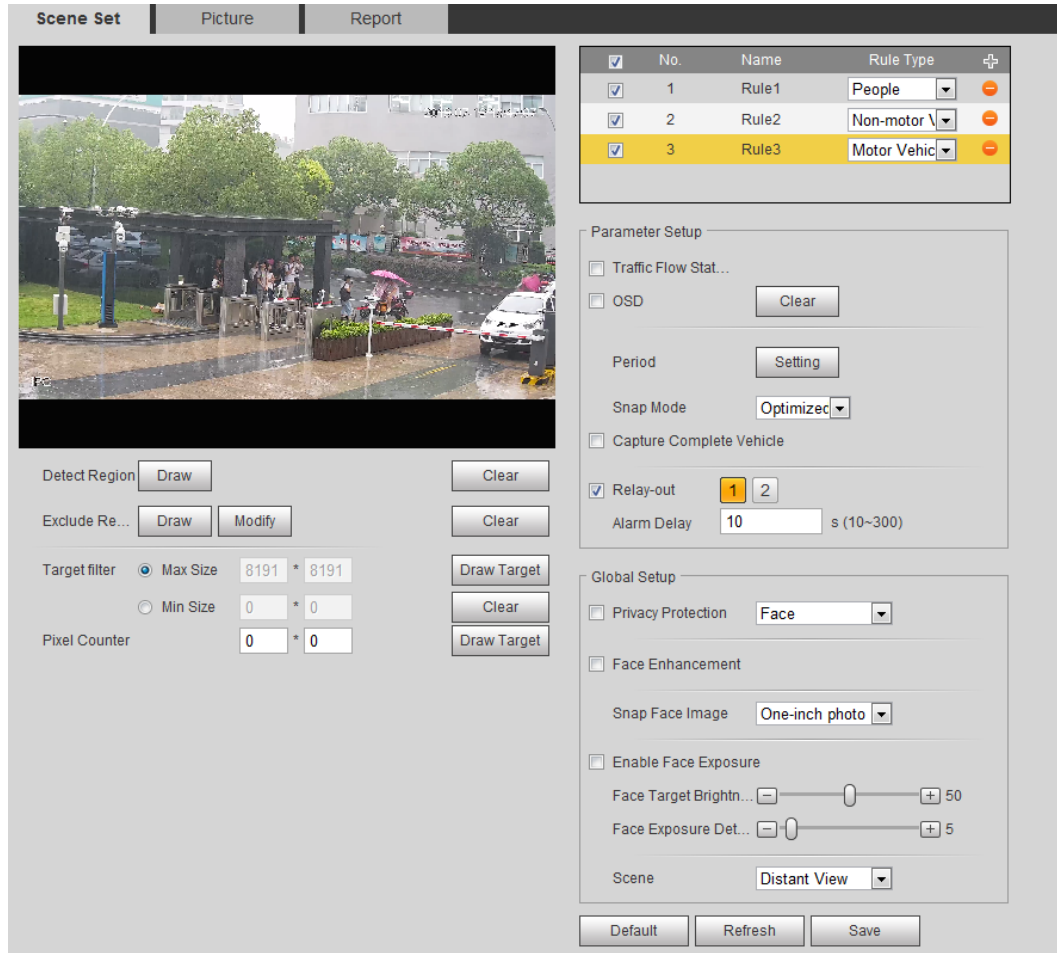 Scene Set Picture Report
No. Name Rule Type
1 Rule1 People
2 Rule2 Non-motor V
3 Rule3 Motor Vehic
IPC
Parameter Setup
Traffic Flow Stat...
OSD Clear
Period Setting
Snap Mode Optimized
Capture Complete Vehicle
Relay-out 1 2
Alarm Delay 10 s (10~300)
Detect Region Draw Clear
Exclude Re... Draw Modify Clear
Target filter Max Size 8191 * 8191 Draw Target
Min Size 0 * 0 Clear
Pixel Counter 0 * 0 Draw Target
Global Setup
Privacy Protection Face
Face Enhancement
Snap Face Image One-inch photo
Enable Face Exposure
Face Target Brightn... 50
Face Exposure Det... 5
Scene Distant View
Default Refresh Save